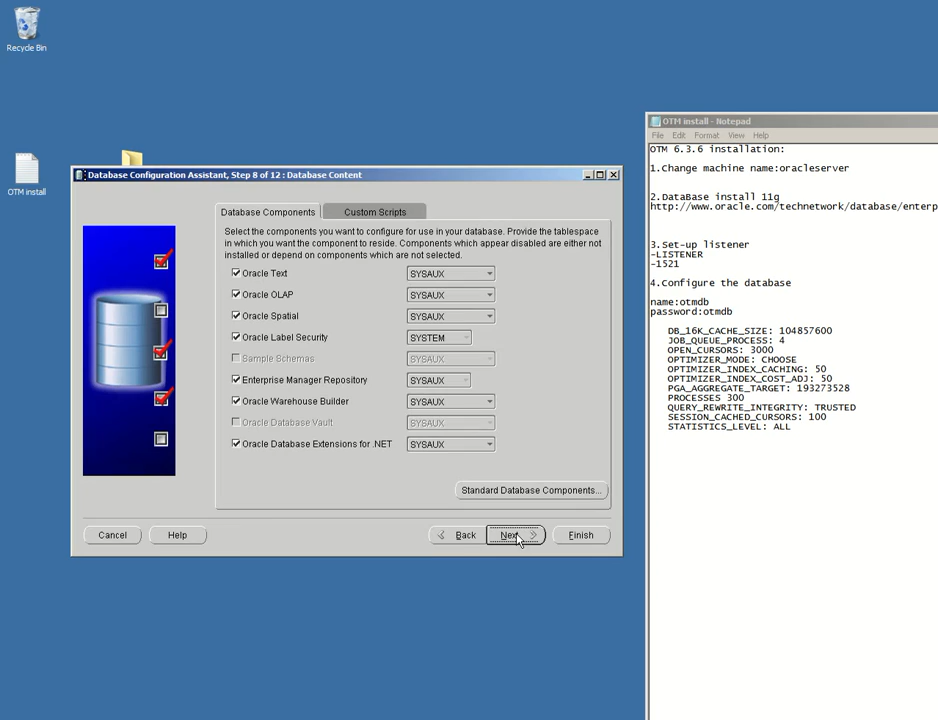 Recycle Bin
OTM install
Database Configuration Assistant, Step 8 of 12 : Database Content
Database Components
Custom Scripts
Select the components you want to configure for use in your database. Provide the tablespace
in which you want the component to reside. Components which appear disabled are either not
installed or depend on components which are not selected.
Oracle Text SYSAUX
Oracle OLAP SYSAUX
Oracle Spatial SYSAUX
Oracle Label Security SYSTEM
Sample Schemas SYSAUX
Enterprise Manager Repository SYSAUX
Oracle Warehouse Builder SYSAUX
Oracle Database Vault SYSAUX
Oracle Database Extensions for .NET SYSAUX
Standard Database Components...
Cancel Help Back Next Finish
OTM install - Notepad
File Edit Format View Help
OTM 6.3.6 installation:
1.Change machine name:oracleserver
2.DataBase install 11g
http://www.oracle.com/technetwork/database/enterp
3.Set-up listener
-LISTENER
-1521
4.Configure the database
name:otmdb
password:otmdb
DB_16K_CACHE_SIZE: 104857600
JOB_QUEUE_PROCESS: 4
OPEN_CURSORS: 3000
OPTIMIZER_MODE: CHOOSE
OPTIMIZER_INDEX_CACHING: 50
OPTIMIZER_INDEX_COST_ADJ: 50
PGA_AGGREGATE_TARGET: 193273528
PROCESSES 300
QUERY_REWRITE_INTEGRITY: TRUSTED
SESSION_CACHED_CURSORS: 100
STATISTICS_LEVEL: ALL